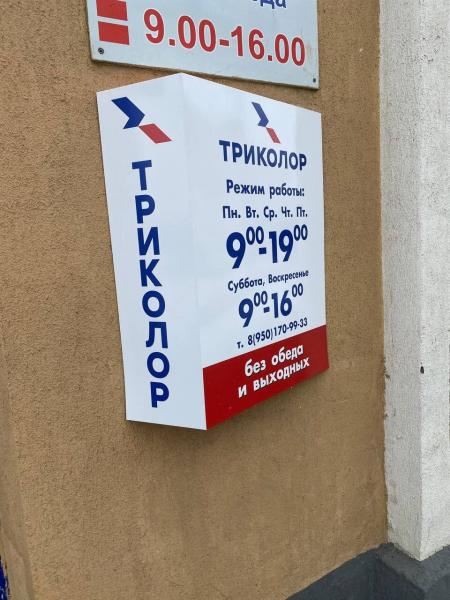 9.00-16.00
ТРИКОЛОР
ТРИКОЛОР
Режим работы:
Пн. Вт. Ср. Чт. Пт.
9⁰⁰-19⁰⁰
Суббота, Воскресенье
9⁰⁰-16⁰⁰
т. 8(950)170-99-33
без обеда
и выходных